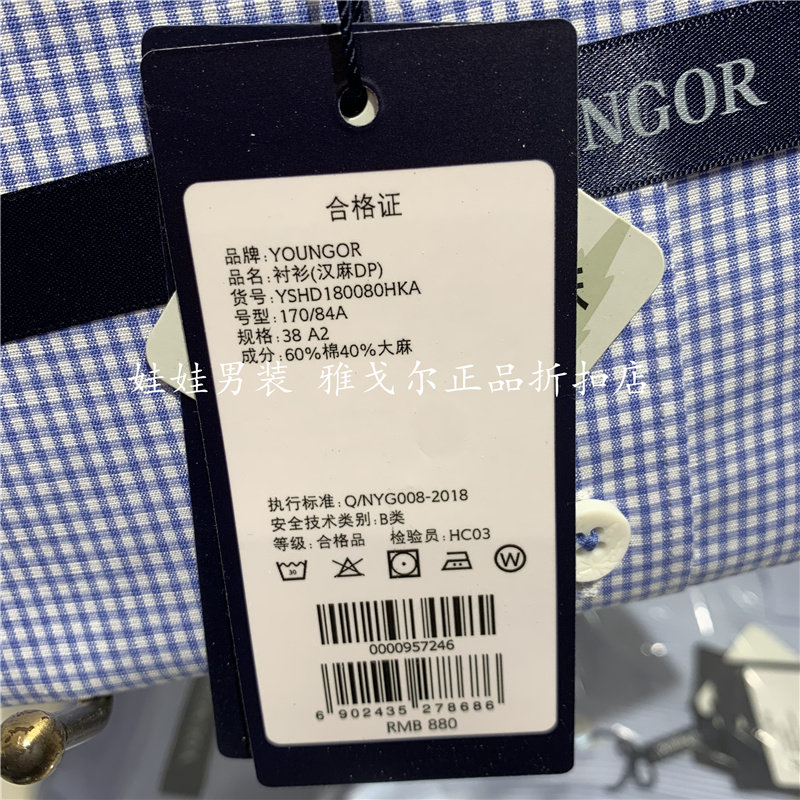 YOUNGOR
合格证
品牌: YOUNGOR
品名: 衬衫(汉麻DP)
货号: YSHD180080HKA
号型: 170/84A
规格: 38 A2
成分: 60%棉40%大麻
娃娃男装 雅戈尔正品折扣店
执行标准: Q/NYG008-2018
安全技术类别: B类
等级: 合格品 检验员: HC03
30
W
0000957246
6 902435 278686
RMB 880